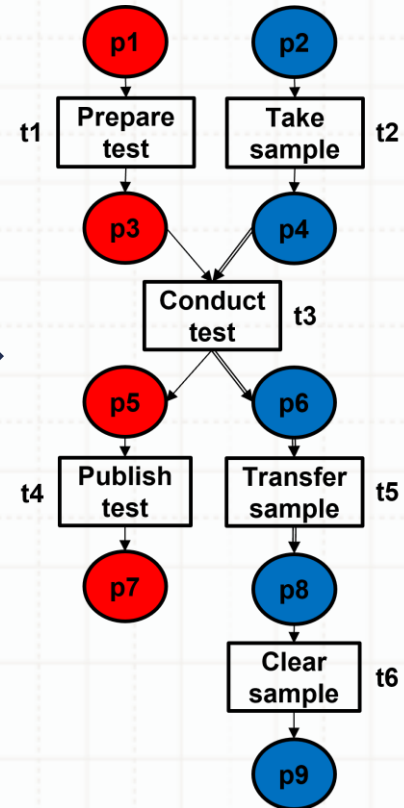 p1 p2
t1 Prepare test Take sample t2
p3 p4
Conduct test t3
p5 p6
t4 Publish test Transfer sample t5
p7 p8
Clear sample t6
p9